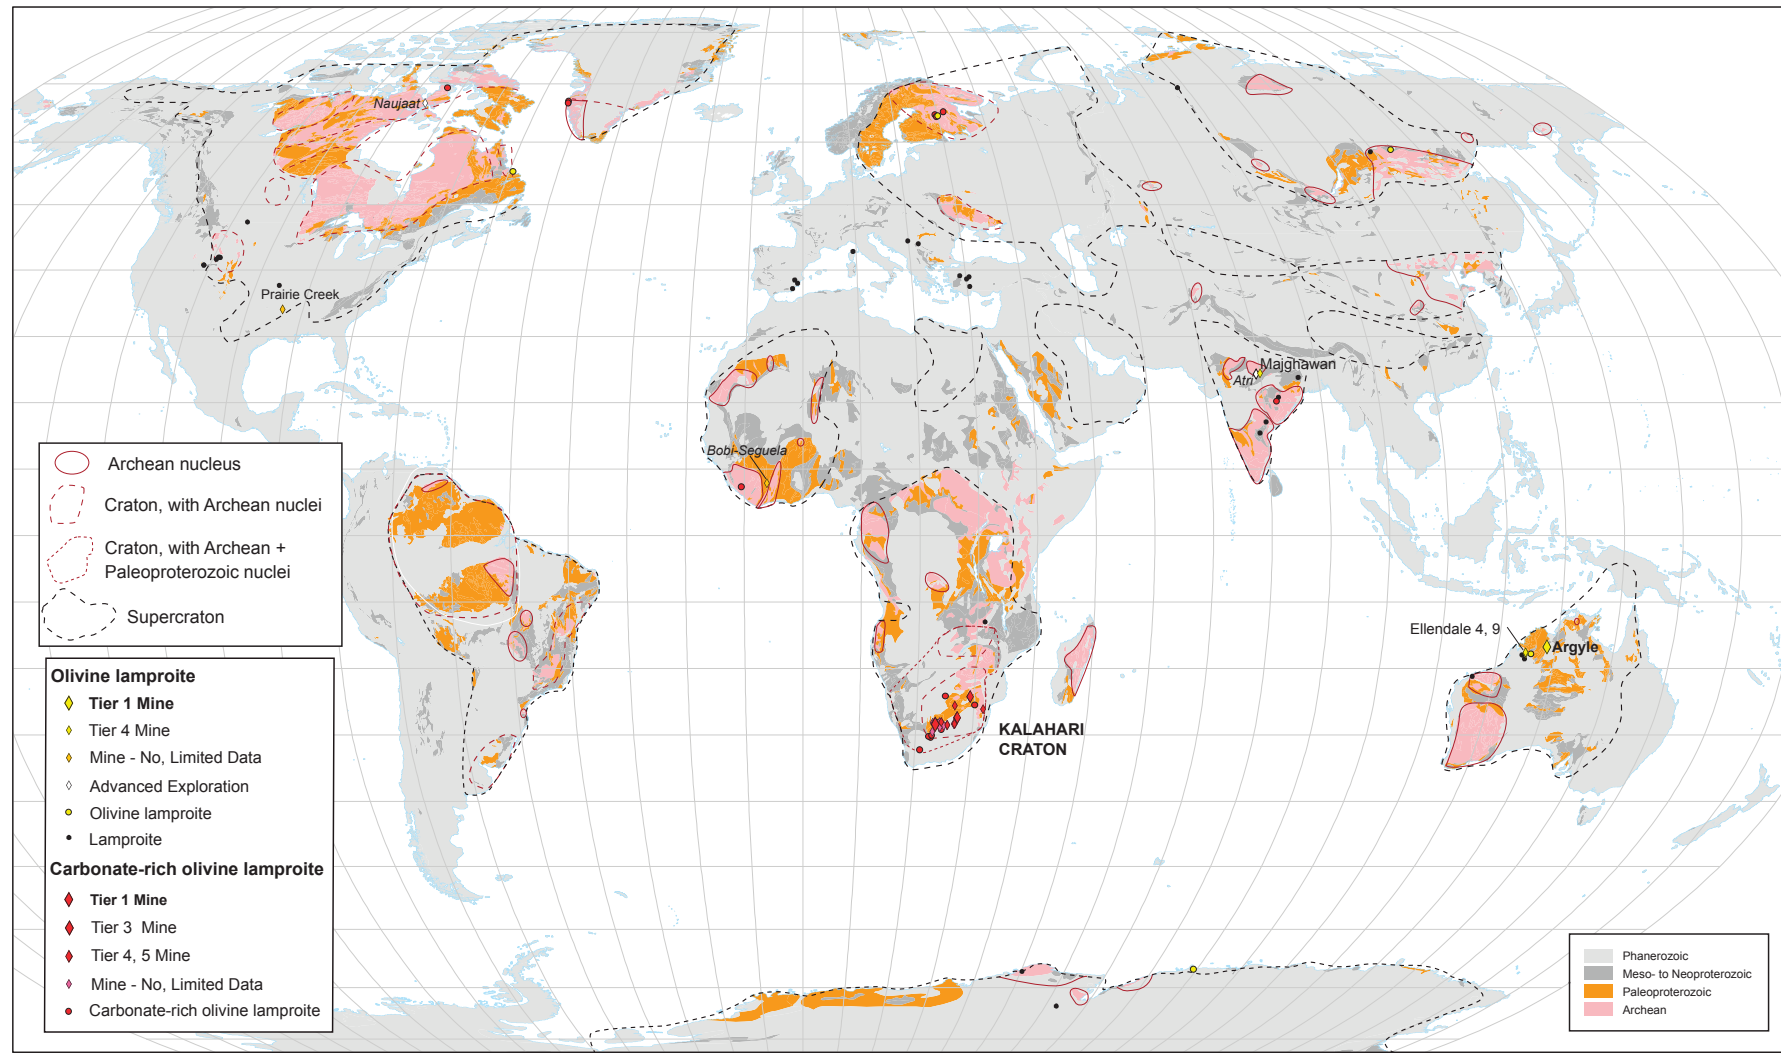 Naujaat
Prairie Creek
Majghawan
Atri
Bobi-Seguela
Ellendale 4, 9
Argyle
KALAHARI
CRATON
Archean nucleus
Craton, with Archean nuclei
Craton, with Archean +
Paleoproterozoic nuclei
Supercraton
Olivine lamproite
Tier 1 Mine
Tier 4 Mine
Mine - No, Limited Data
Advanced Exploration
Olivine lamproite
Lamproite
Carbonate-rich olivine lamproite
Tier 1 Mine
Tier 3 Mine
Tier 4, 5 Mine
Mine - No, Limited Data
Carbonate-rich olivine lamproite
Phanerozoic
Meso- to Neoproterozoic
Paleoproterozoic
Archean